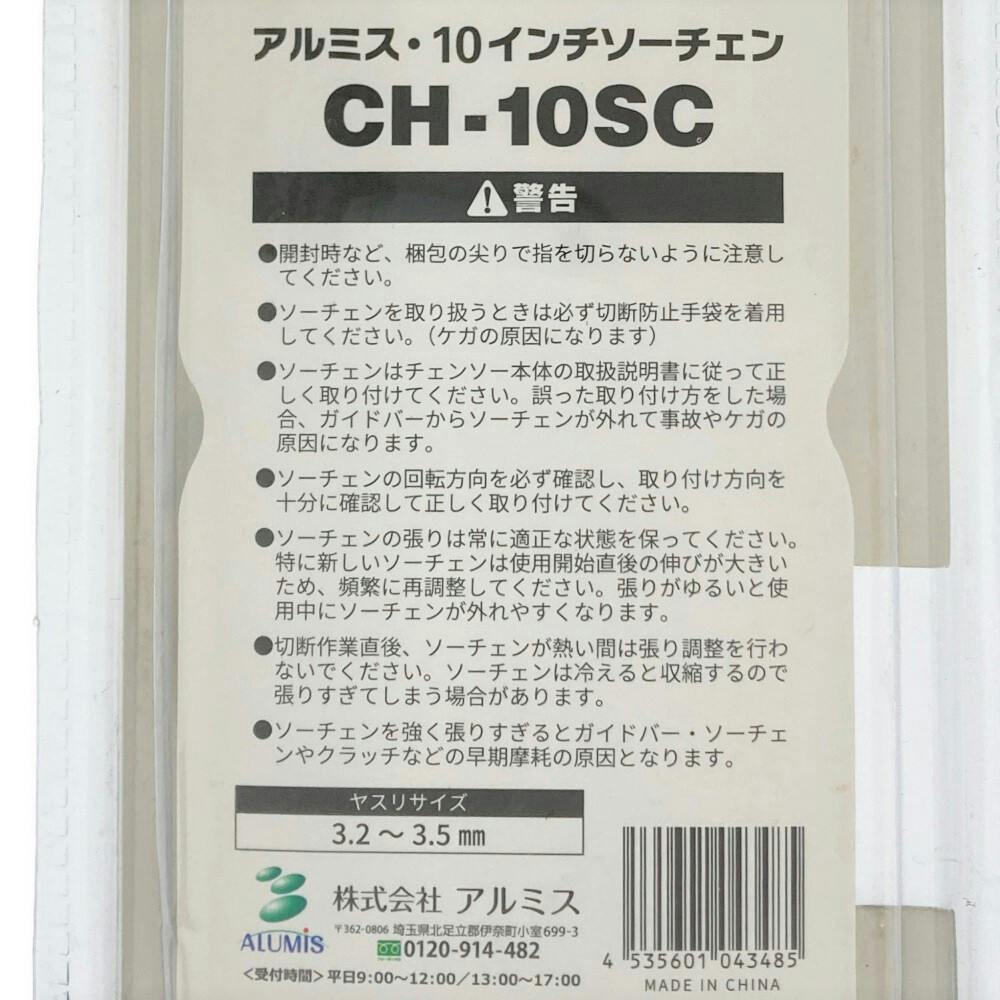 アルミス・10インチソーチェン
CH-10SC
警告
●開封時など、梱包の尖りで指を切らないように注意し
てください。
●ソーチェンを取り扱うときは必ず切断防止手袋を着用
してください。（ケガの原因になります）
●ソーチェンはチェンソー本体の取扱説明書に従って正
しく取り付けてください。誤った取り付け方をした場
合、ガイドバーからソーチェンが外れて事故やケガの
原因になります。
●ソーチェンの回転方向を必ず確認し、取り付け方向を
十分に確認して正しく取り付けてください。
●ソーチェンの張りは常に適正な状態を保ってください。
特に新しいソーチェンは使用開始直後の伸びが大きい
ため、頻繁に再調整してください。張りがゆるいと使
用中にソーチェンが外れやすくなります。
●切断作業直後、ソーチェンが熱い間は張り調整を行わ
ないでください。ソーチェンは冷えると収縮するので
張りすぎてしまう場合があります。
●ソーチェンを強く張りすぎるとガイドバー・ソーチェ
ンやクラッチなどの早期摩耗の原因となります。
ヤスリサイズ
3.2～3.5㎜
株式会社 アルミス
〒362-0806 埼玉県北足立郡伊奈町小室699-3
ALUMIS
0120-914-482
＜受付時間＞平日9:00～12:00/13:00～17:00
4 535601 043485
MADE IN CHINA